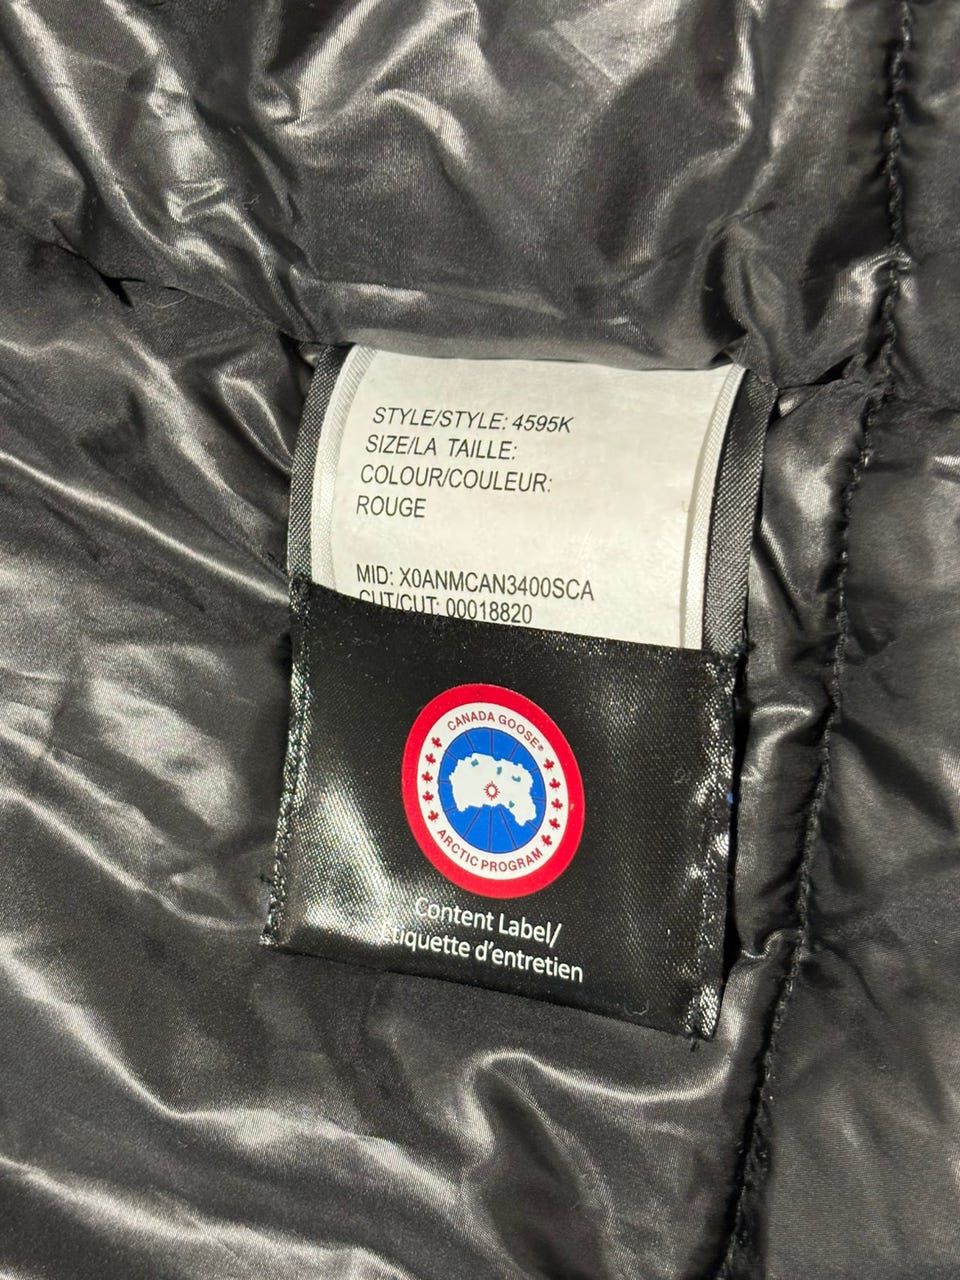 STYLE/STYLE: 4595K
SIZE/LA TAILLE:
COLOUR/COULEUR:
ROUGE
MID: X0ANMCAN3400SCA
CUT/CUT: 00018820
CANADA GOOSE®
ARCTIC PROGRAM
Content Label/
Étiquette d'entretien